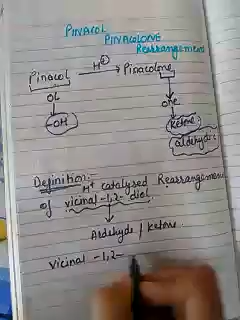 PINACOL
PINACOLONE
Rearrangement
Pinacol H⊕ → Pinacolone
OL one
-OH Ketone
aldehyde
Definition:-
H+ catalysed Rearrangement
of vicinal -1,2- diol
Aldehyde / Ketone
Vicinal -1,2-